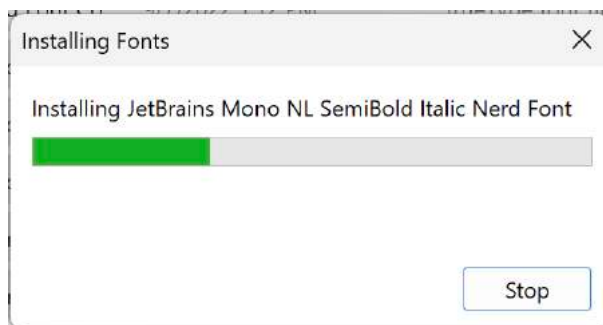 Installing Fonts
Installing JetBrains Mono NL SemiBold Italic Nerd Font
Stop